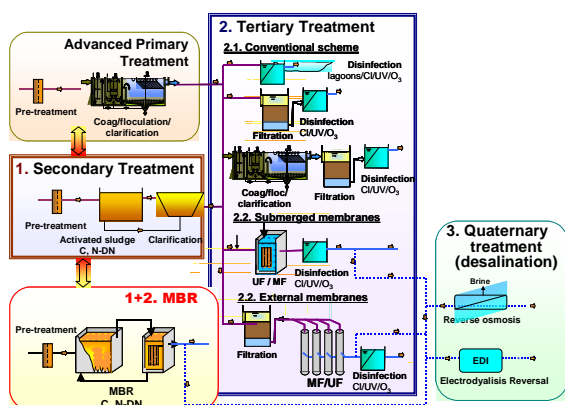 Advanced Primary
Treatment
Pre-treatment
Coag/floculation/
clarification
1. Secondary Treatment
Pre-treatment
Activated sludge
C, N-DN
Clarification
1+2. MBR
Pre-treatment
MBR
C, N-DN
2. Tertiary Treatment
2.1. Conventional scheme
Disinfection
lagoons/Cl/UV/O3
Filtration
Disinfection
Cl/UV/O3
Coag/floc/
clarification
Filtration
Disinfection
Cl/UV/O3
2.2. Submerged membranes
UF / MF
Disinfection
Cl/UV/O3
2.2. External membranes
Filtration
MF/UF
Disinfection
Cl/UV/O3
3. Quaternary
treatment
(desalination)
Brine
Reverse osmosis
EDI
Electrodyalisis Reversal